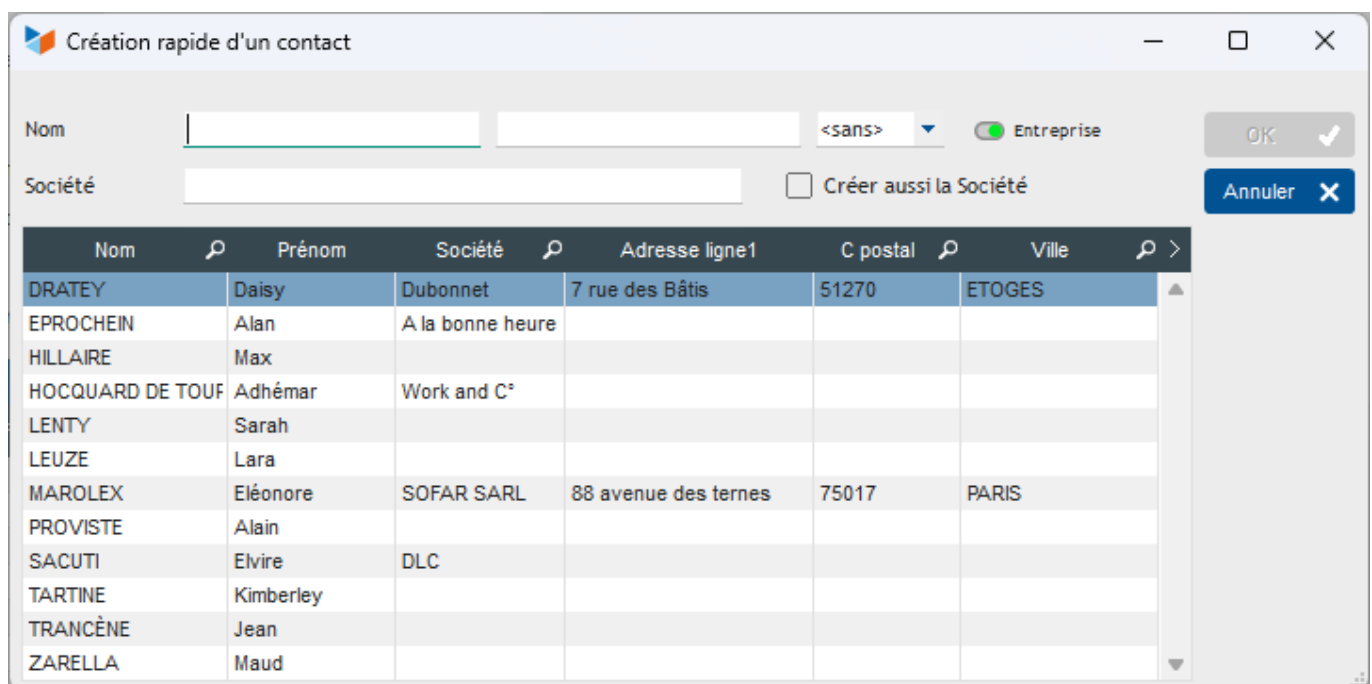 Création rapide d'un contact
Nom <sans> Entreprise OK
Société Créer aussi la Société Annuler
Nom Prénom Société Adresse ligne1 C postal Ville
DRATEY Daisy Dubonnet 7 rue des Bâtis 51270 ETOGES
EPROCHEIN Alan A la bonne heure
HILLAIRE Max
HOCQUARD DE TOUR Adhémar Work and C°
LENTY Sarah
LEUZE Lara
MAROLEX Eléonore SOFAR SARL 88 avenue des ternes 75017 PARIS
PROVISTE Alain
SACUTI Elvire DLC
TARTINE Kimberley
TRANCÈNE Jean
ZARELLA Maud